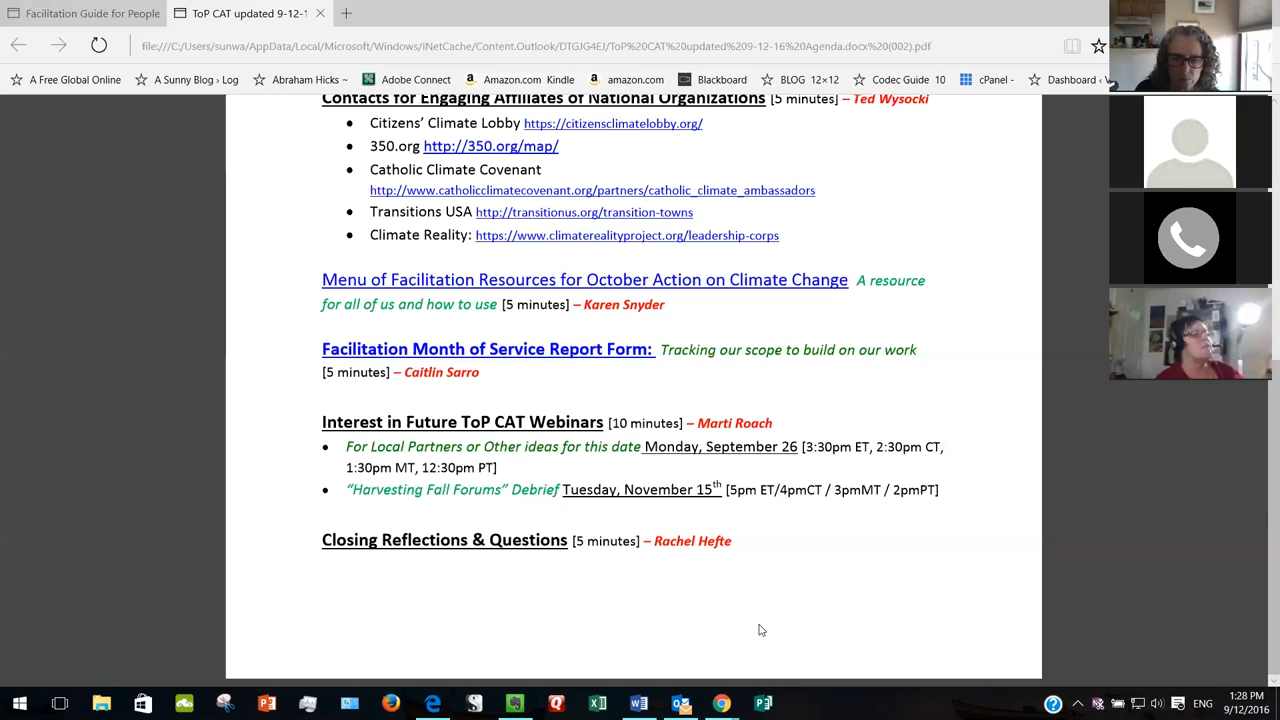 Facilitation Guide for People
ToP CAT updated 9-12-1
file:///C:/Users/sunwa/AppData/Local/Microsoft/Windows/INetCache/Content.Outlook/DTGJG4EJ/ToP%20CAT%20updated%209-12-16%20Agenda.docx%20(002).pdf
A Free Global Online
A Sunny Blog › Log
Abraham Hicks ~
Adobe Connect
Amazon.com Kindle
amazon.com
Blackboard
BLOG 12×12
Codec Guide 10
cPanel -
Dashboard ‹
Contacts for Engaging Affiliates of National Organizations [5 minutes] – Ted Wysocki
• Citizens’ Climate Lobby https://citizensclimatelobby.org/
• 350.org http://350.org/map/
• Catholic Climate Covenant
http://www.catholicclimatecovenant.org/partners/catholic_climate_ambassadors
• Transitions USA http://transitionus.org/transition-towns
• Climate Reality: https://www.climaterealityproject.org/leadership-corps
Menu of Facilitation Resources for October Action on Climate Change A resource
for all of us and how to use [5 minutes] – Karen Snyder
Facilitation Month of Service Report Form: Tracking our scope to build on our work
[5 minutes] – Caitlin Sarro
Interest in Future ToP CAT Webinars [10 minutes] – Marti Roach
• For Local Partners or Other ideas for this date Monday, September 26 [3:30pm ET, 2:30pm CT,
1:30pm MT, 12:30pm PT]
• “Harvesting Fall Forums” Debrief Tuesday, November 15th [5pm ET/4pmCT / 3pmMT / 2pmPT]
Closing Reflections & Questions [5 minutes] – Rachel Hefte
ENG
1:28 PM
9/12/2016